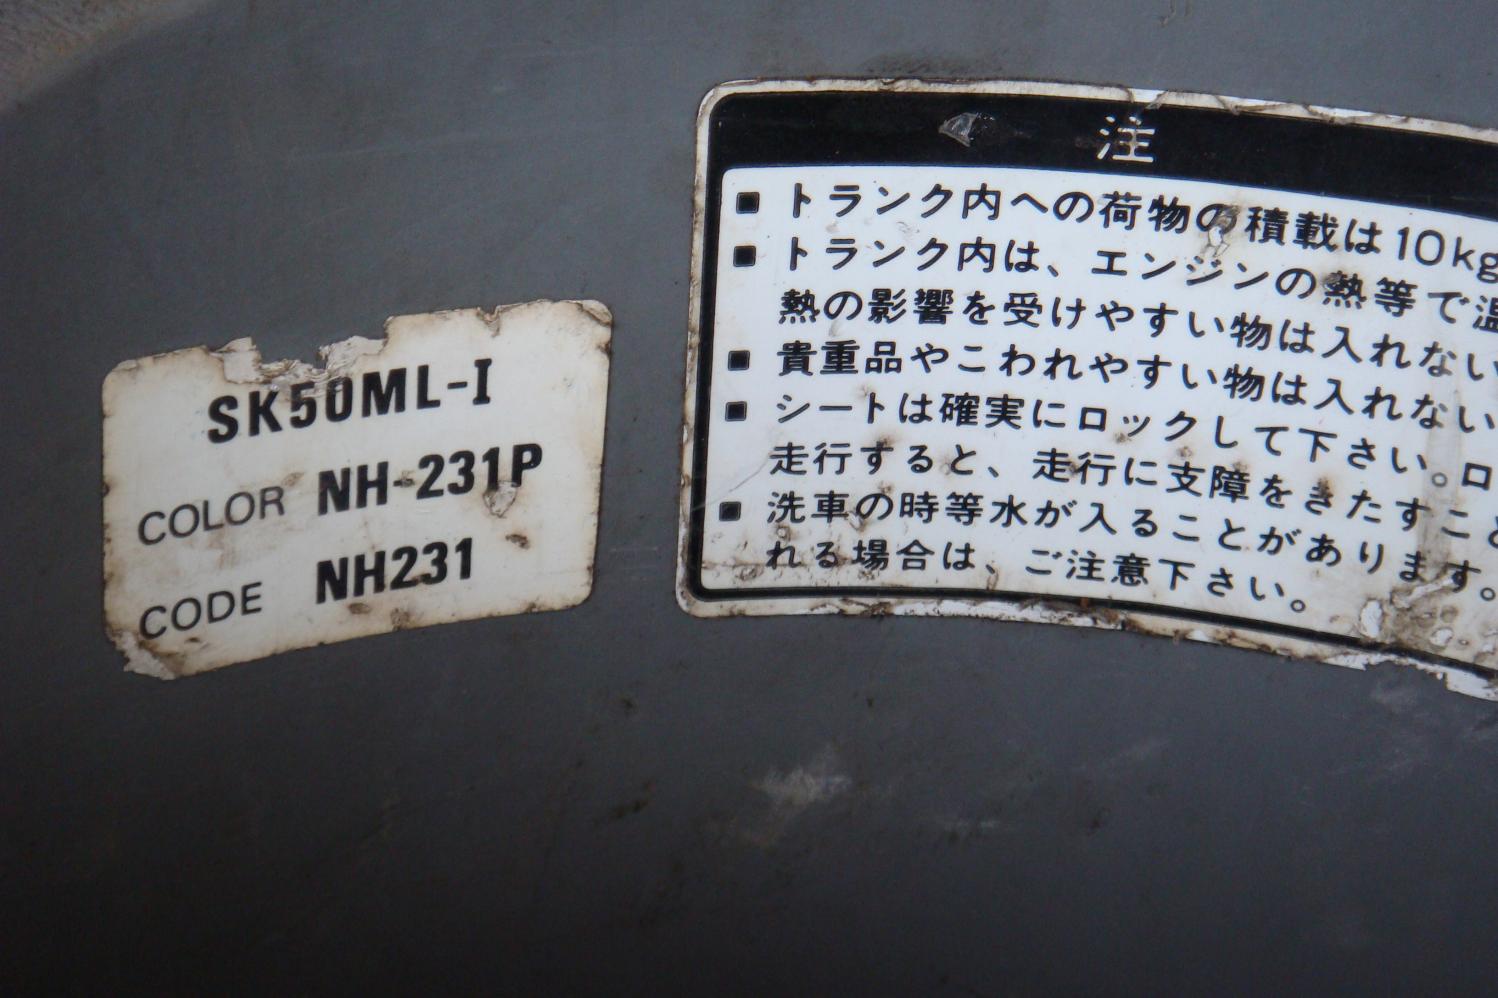 SK50ML-I
COLOR NH-231P
CODE NH231
注
■ トランク内への荷物の積載は10kg
■ トランク内は、エンジンの熱等で温
熱の影響を受けやすい物は入れない
■ 貴重品やこわれやすい物は入れない
■ シートは確実にロックして下さい。ロ
走行すると、走行に支障をきたすこと
■ 洗車の時等水が入ることがあります。
れる場合は、ご注意下さい。